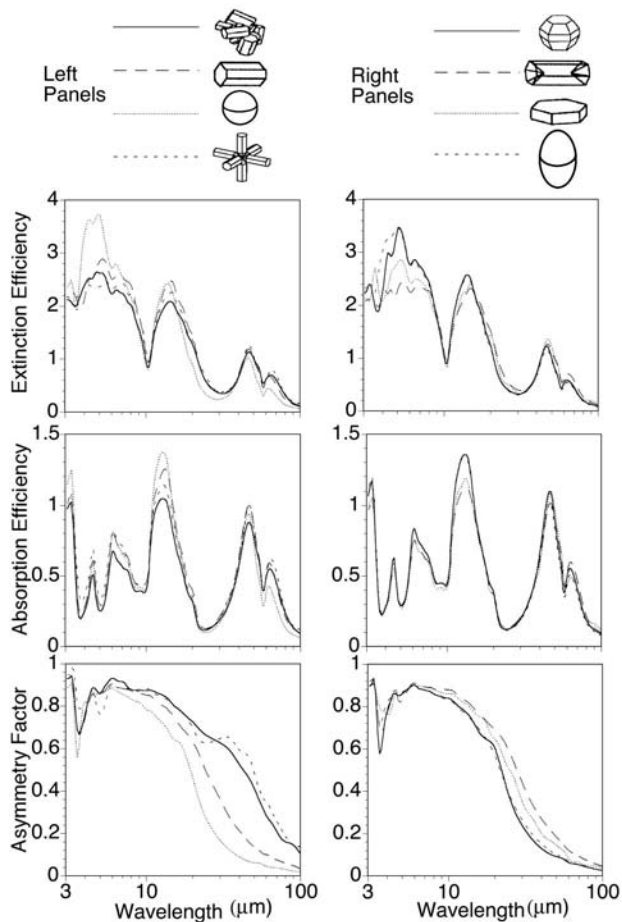 Left
Panels
Right
Panels
Extinction Efficiency
4
3
2
1
0
4
3
2
1
0
Absorption Efficiency
1.5
1
0.5
0
1.5
1
0.5
0
Asymmetry Factor
1
0.8
0.6
0.4
0.2
0
1
0.8
0.6
0.4
0.2
0
3 10 100
3 10 100
Wavelength (μm)
Wavelength (μm)